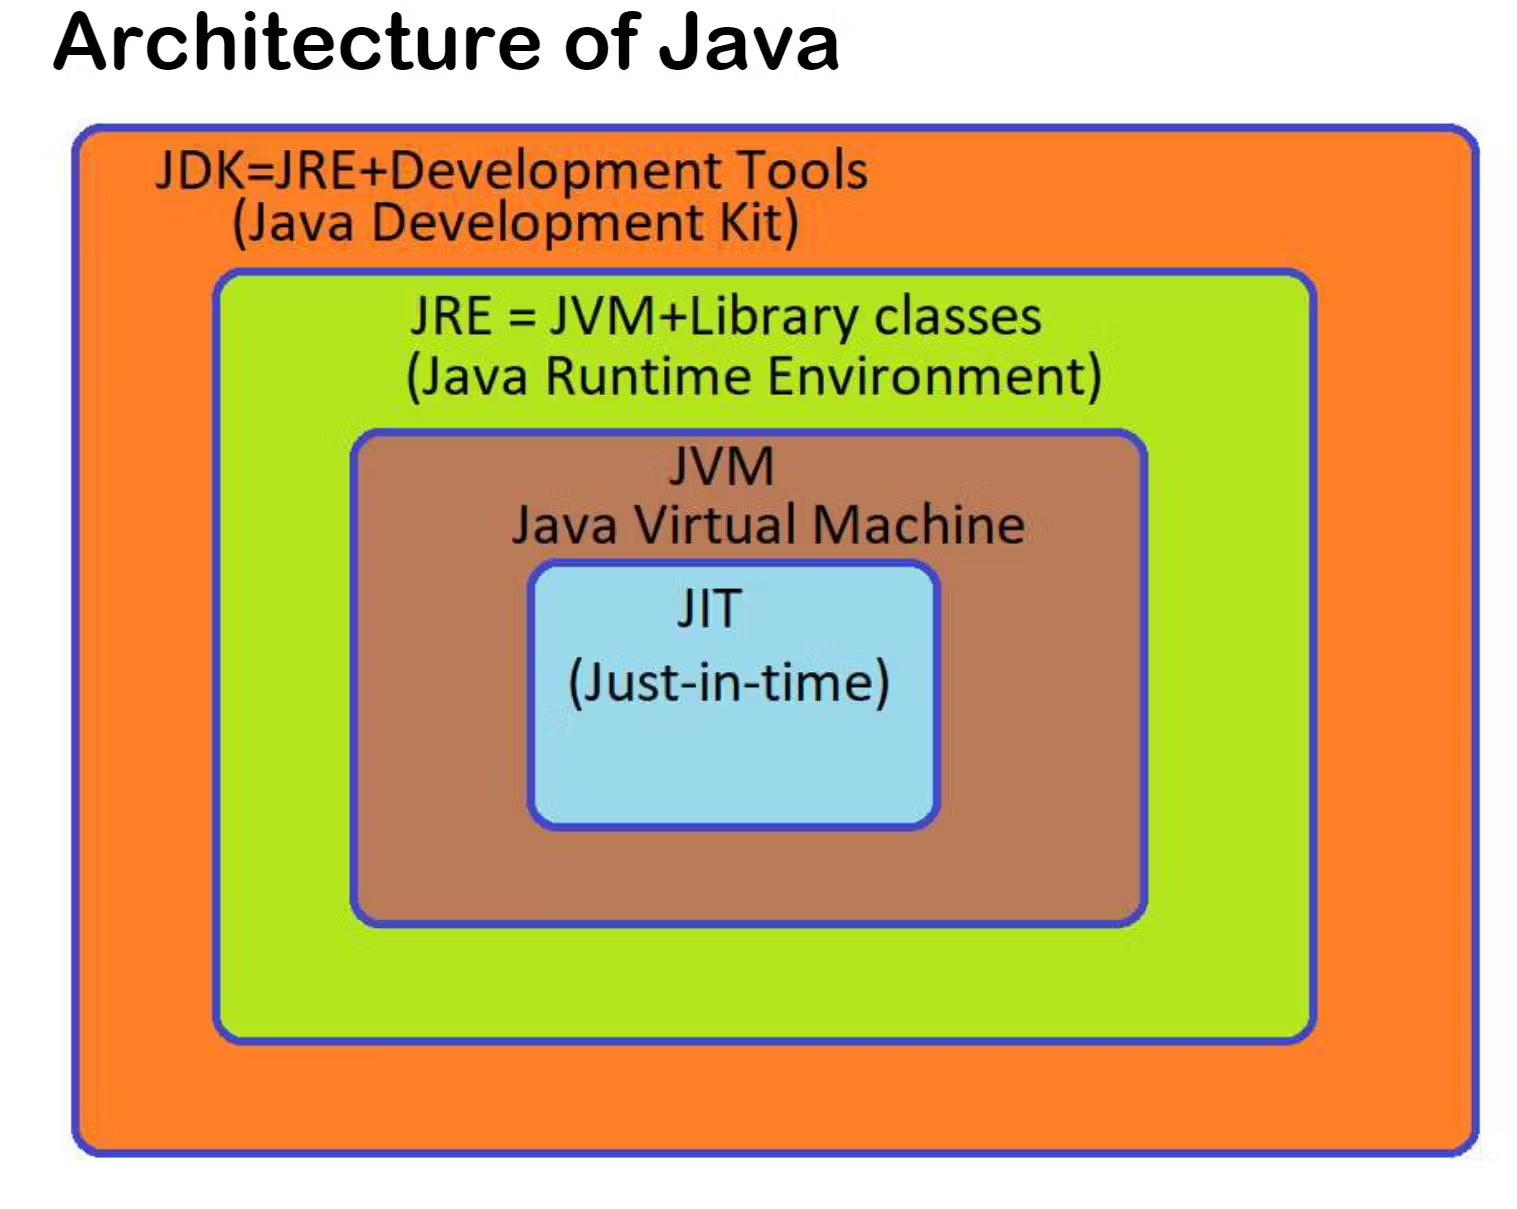 Architecture of Java
JDK=JRE+Development Tools
(Java Development Kit)
JRE = JVM+Library classes
(Java Runtime Environment)
JVM
Java Virtual Machine
JIT
(Just-in-time)